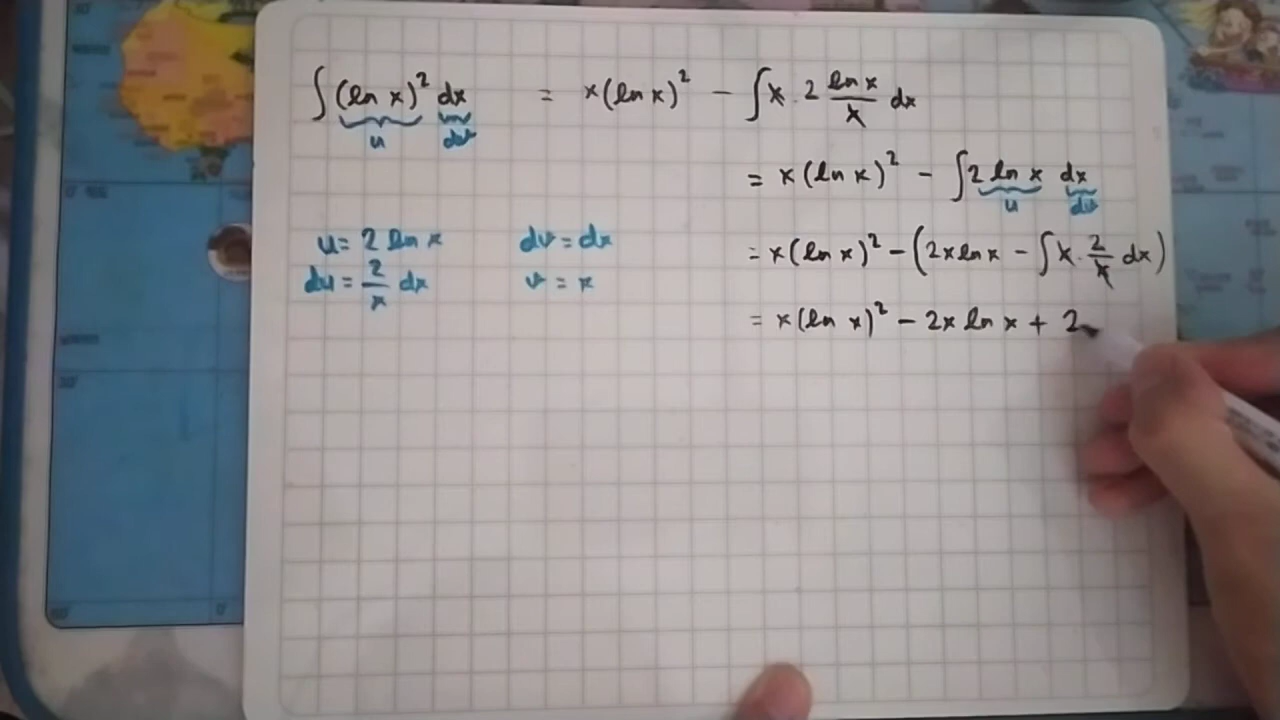 ∫(ln x)² dx = x(ln x)² - ∫x · 2 ln x/x dx
u dv
= x(ln x)² - ∫2 ln x dx
u dv
u = 2 ln x dv = dx
= x(ln x)² - (2x ln x - ∫x · 2/x dx)
du = 2/x dx v = x
= x(ln x)² - 2x ln x + 2